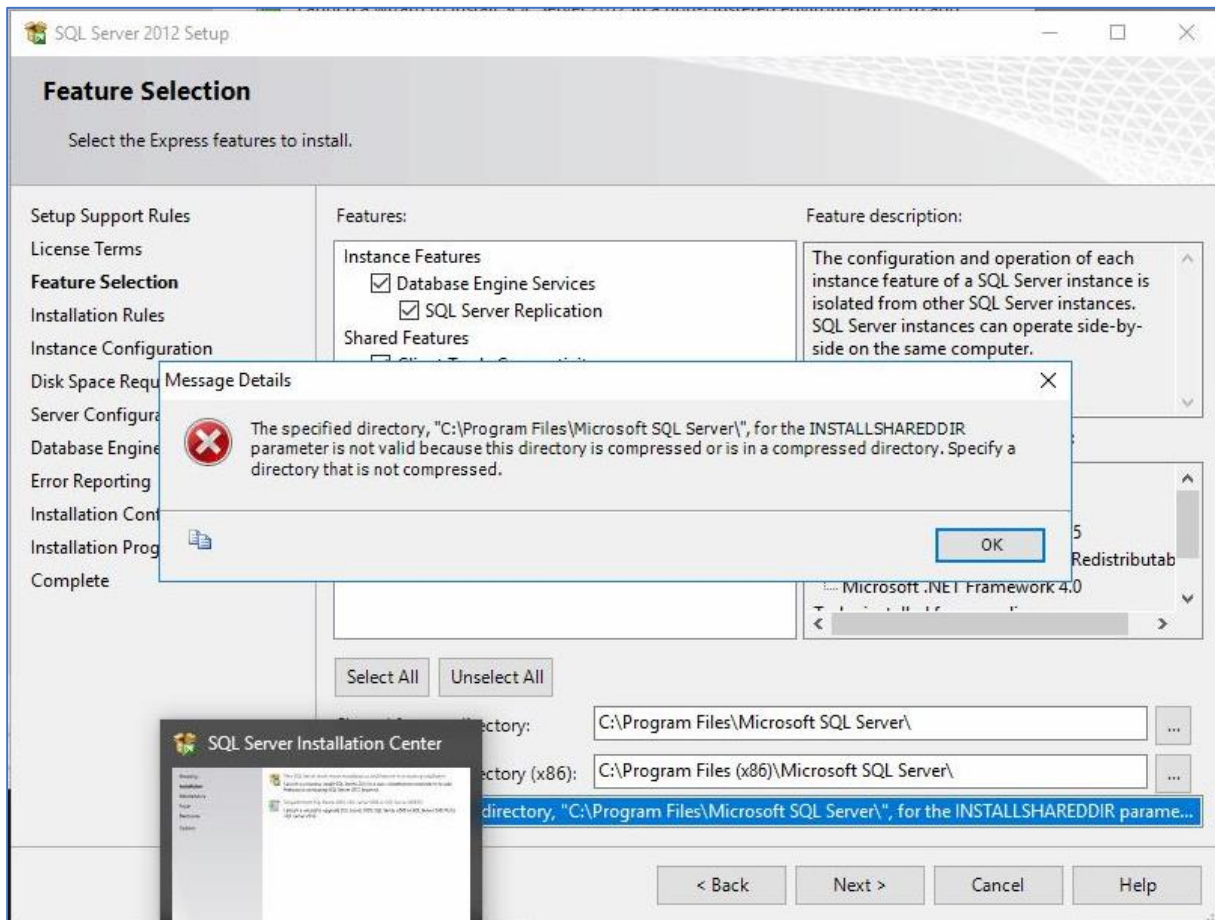 SQL Server 2012 Setup
Feature Selection
Select the Express features to install.
Setup Support Rules
License Terms
Feature Selection
Installation Rules
Instance Configuration
Disk Space Requ
Server Configura
Database Engine
Error Reporting
Installation Con
Installation Prog
Complete
Features:
Instance Features
Database Engine Services
SQL Server Replication
Shared Features
Feature description:
The configuration and operation of each
instance feature of a SQL Server instance is
isolated from other SQL Server instances.
SQL Server instances can operate side-by-
side on the same computer.
Message Details
The specified directory, "C:\Program Files\Microsoft SQL Server\", for the INSTALLSHAREDDIR
parameter is not valid because this directory is compressed or is in a compressed directory. Specify a
directory that is not compressed.
OK
5
Redistributab
Microsoft .NET Framework 4.0
Select All
Unselect All
ectory:
C:\Program Files\Microsoft SQL Server\
...
ectory (x86):
C:\Program Files (x86)\Microsoft SQL Server\
...
SQL Server Installation Center
directory, "C:\Program Files\Microsoft SQL Server\", for the INSTALLSHAREDDIR parame...
< Back
Next >
Cancel
Help